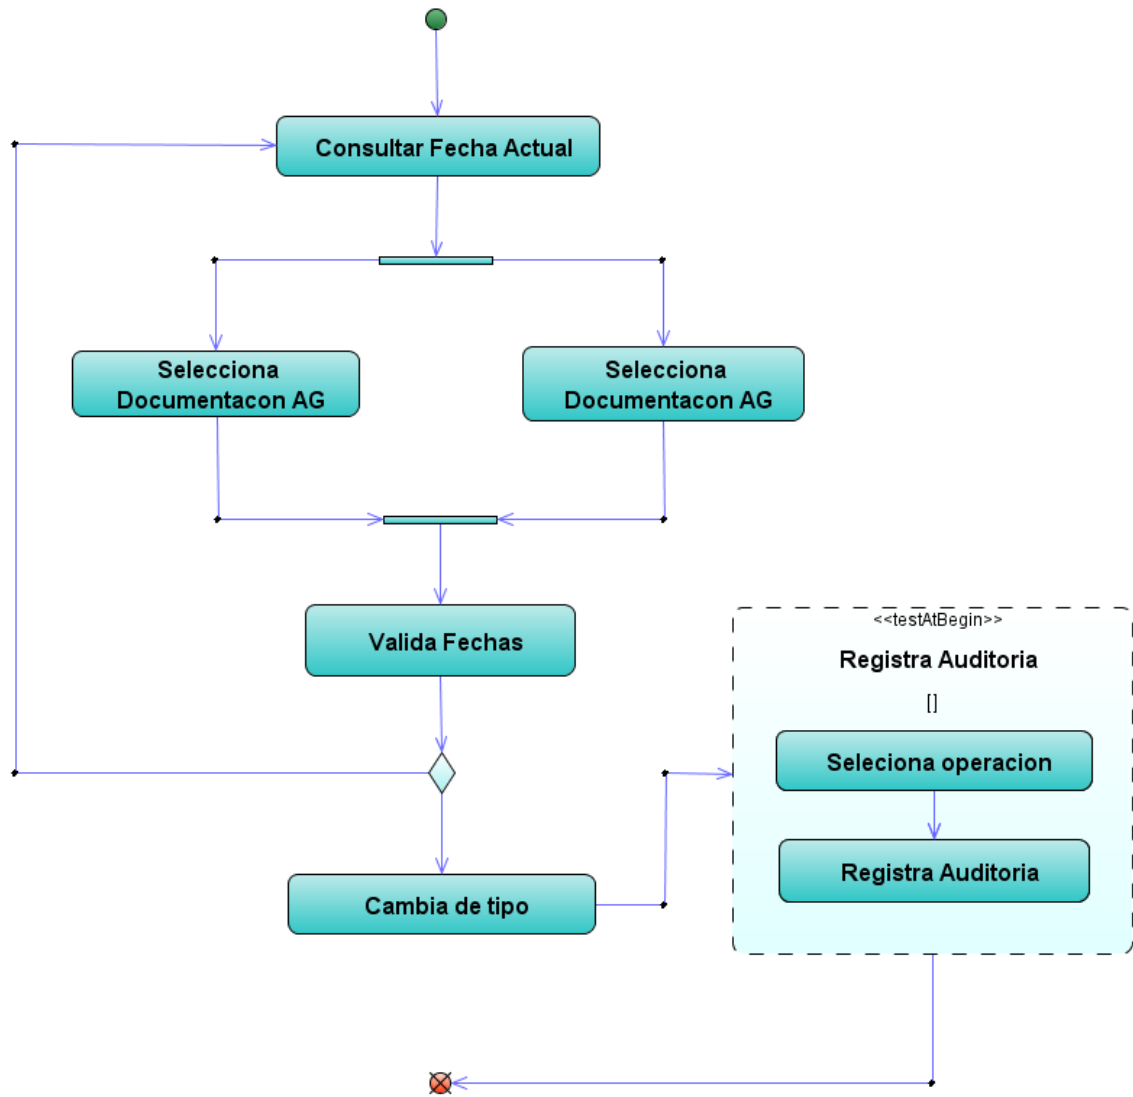 Consultar Fecha Actual
Selecciona
Documentacon AG
Selecciona
Documentacon AG
Valida Fechas
<<testAtBegin>>
Registra Auditoria
[]
Seleciona operacion
Registra Auditoria
Cambia de tipo